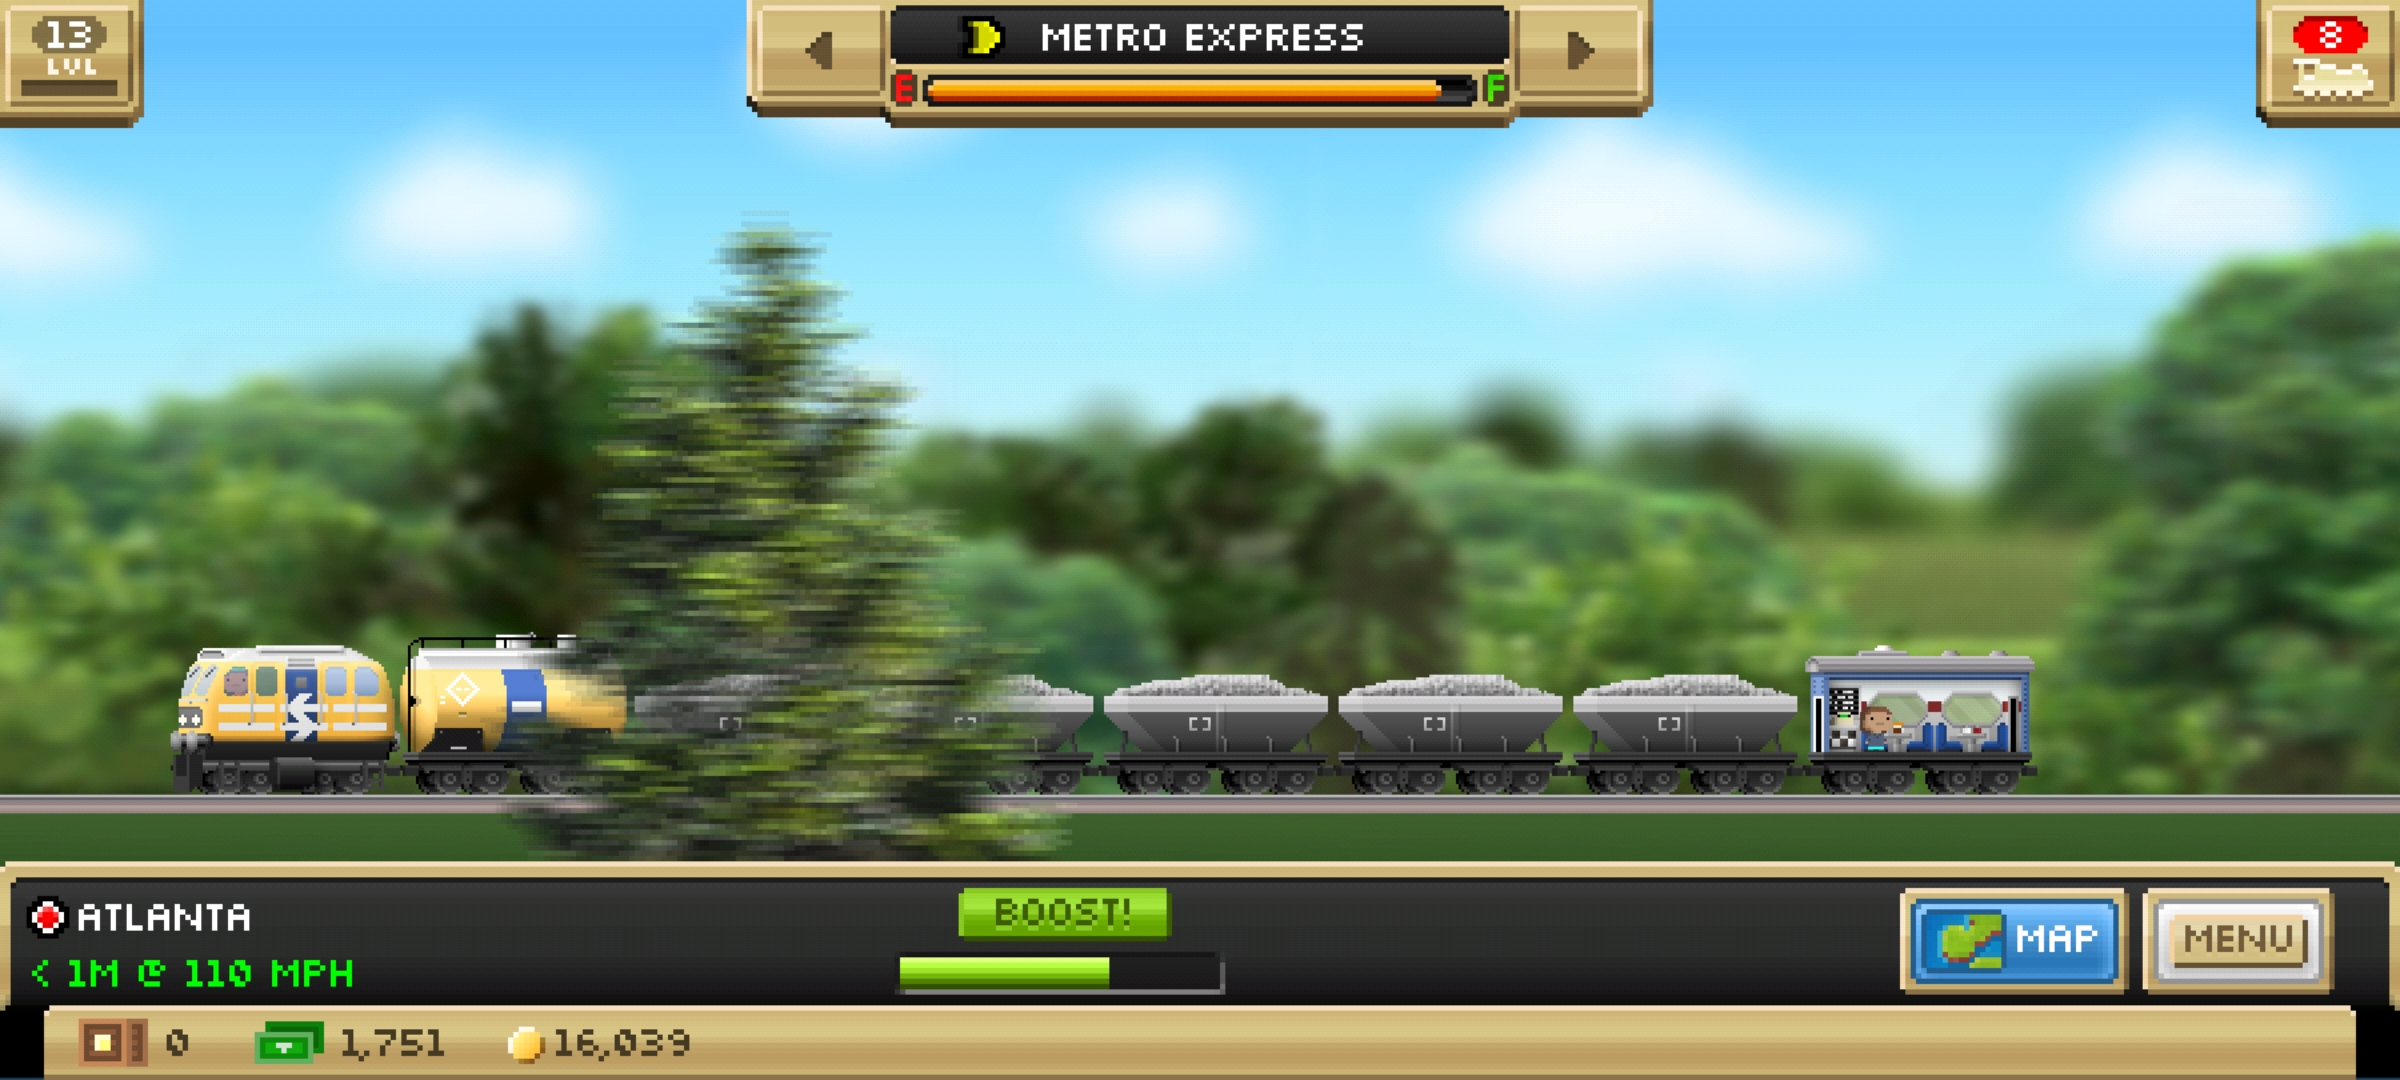 13
LVL
METRO EXPRESS
E F
8
ATLANTA
< 1M @ 110 MPH
BOOST!
MAP
MENU
0 1,751 16,039